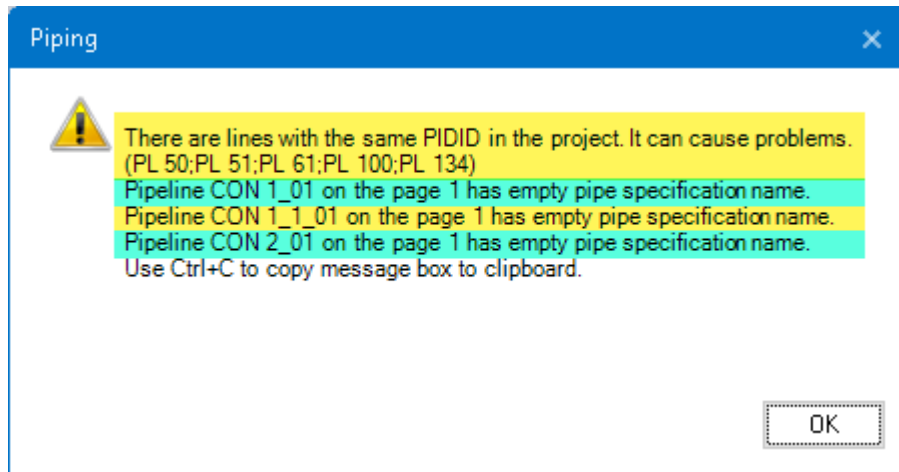 Piping
There are lines with the same PIDID in the project. It can cause problems.
(PL 50;PL 51;PL 61;PL 100;PL 134)
Pipeline CON 1_01 on the page 1 has empty pipe specification name.
Pipeline CON 1_1_01 on the page 1 has empty pipe specification name.
Pipeline CON 2_01 on the page 1 has empty pipe specification name.
Use Ctrl+C to copy message box to clipboard.
OK